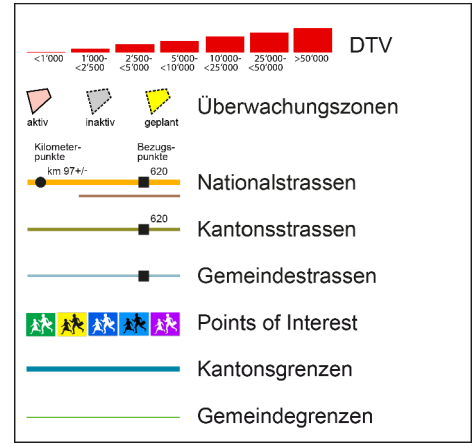 DTV
<1'000 1'000- 2'500- 5'000- 10'000- 25'000- >50'000
<2'500 <5'000 <10'000 <25'000 <50'000
Überwachungszonen
aktiv inaktiv geplant
Kilometer- Bezugs-
punkte punkte
km 97+/- 620
Nationalstrassen
620
Kantonsstrassen
Gemeindestrassen
Points of Interest
Kantonsgrenzen
Gemeindegrenzen